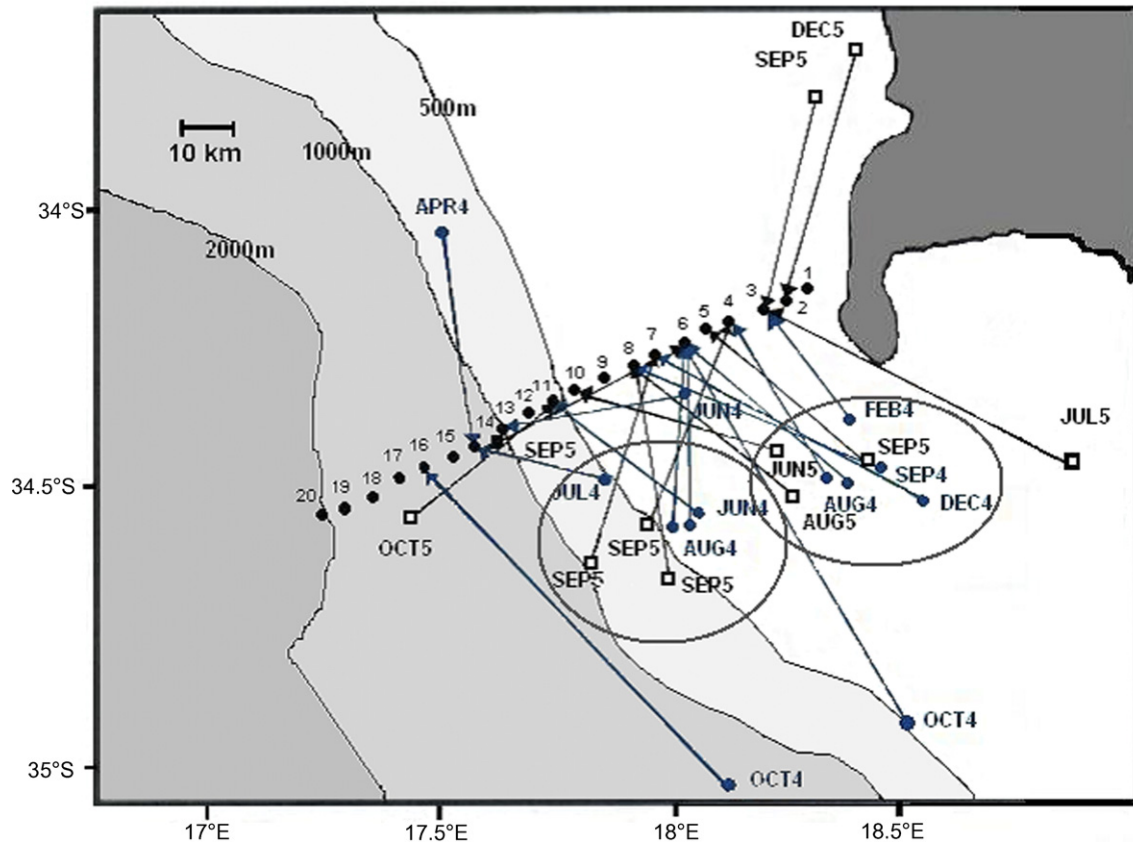 DEC5
SEP5
500m
10 km
1000m
34°S
APR4
2000m
1
2
3
4
5
6
7
8
9
10
11
12
13
14
15
16
17
18
19
20
JUN4
FEB4
JUL5
SEP5
SEP5
SEP4
JUN5
34.5°S
JUL4
AUG4
DEC4
AUG5
JUN4
OCT5
SEP5
AUG4
SEP5
SEP5
OCT4
35°S
OCT4
17°E
17.5°E
18°E
18.5°E